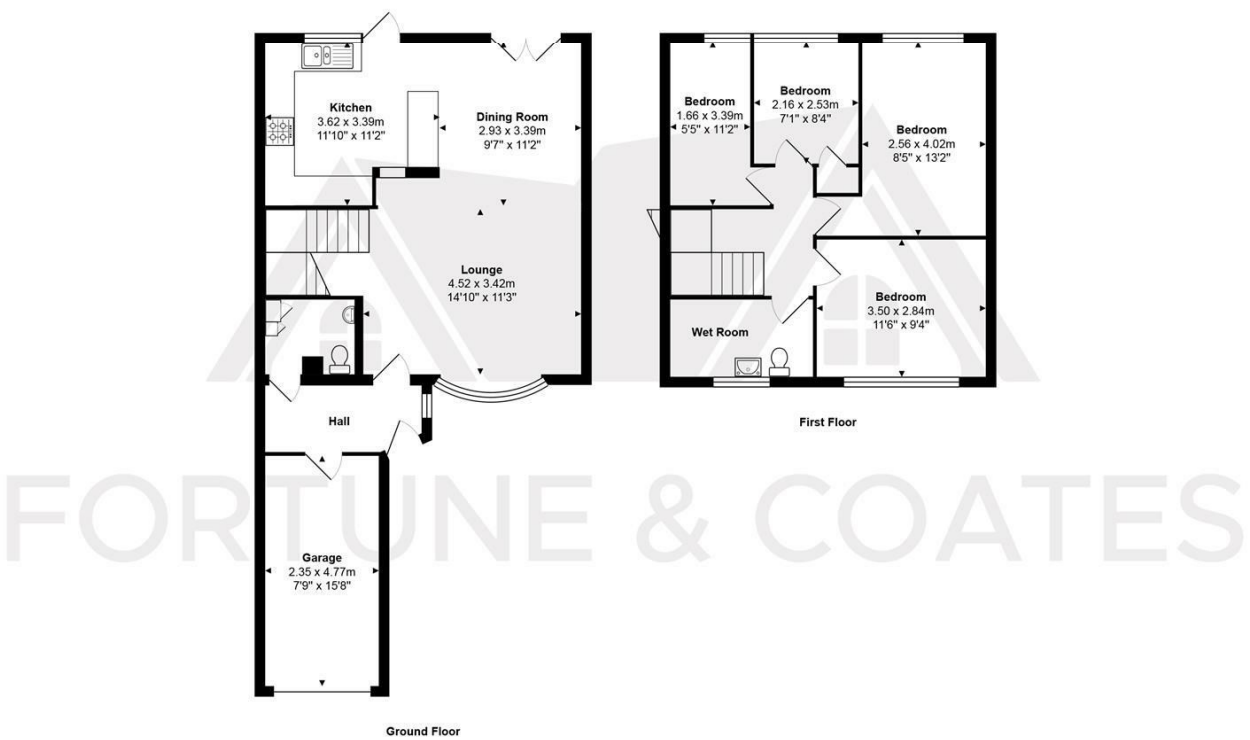 Kitchen
3.62 x 3.39m
11'10" x 11'2"
Dining Room
2.93 x 3.39m
9'7" x 11'2"
Lounge
4.52 x 3.42m
14'10" x 11'3"
Hall
Garage
2.35 x 4.77m
7'9" x 15'8"
Ground Floor
Bedroom
1.66 x 3.39m
5'5" x 11'2"
Bedroom
2.16 x 2.53m
7'1" x 8'4"
Bedroom
2.56 x 4.02m
8'5" x 13'2"
Bedroom
3.50 x 2.84m
11'6" x 9'4"
Wet Room
First Floor
FORTUNE & COATES